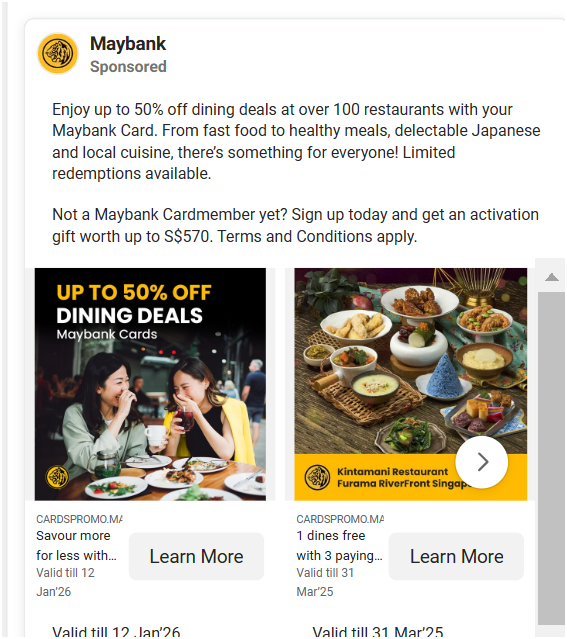 Maybank
Sponsored
Enjoy up to 50% off dining deals at over 100 restaurants with your
Maybank Card. From fast food to healthy meals, delectable Japanese
and local cuisine, there's something for everyone! Limited
redemptions available.
Not a Maybank Cardmember yet? Sign up today and get an activation
gift worth up to S$570. Terms and Conditions apply.
UP TO 50% OFF
DINING DEALS
Maybank Cards
CARDSPROMO.MA
Savour more
for less with…
Valid till 12
Jan'26
Learn More
Valid till 12 Jan'26
Kintamani Restaurant
Furama RiverFront Singap
CARDSPROMO.MA
1 dines free
with 3 paying…
Valid till 31
Mar'25
Learn More
Valid till 31 Mar'25